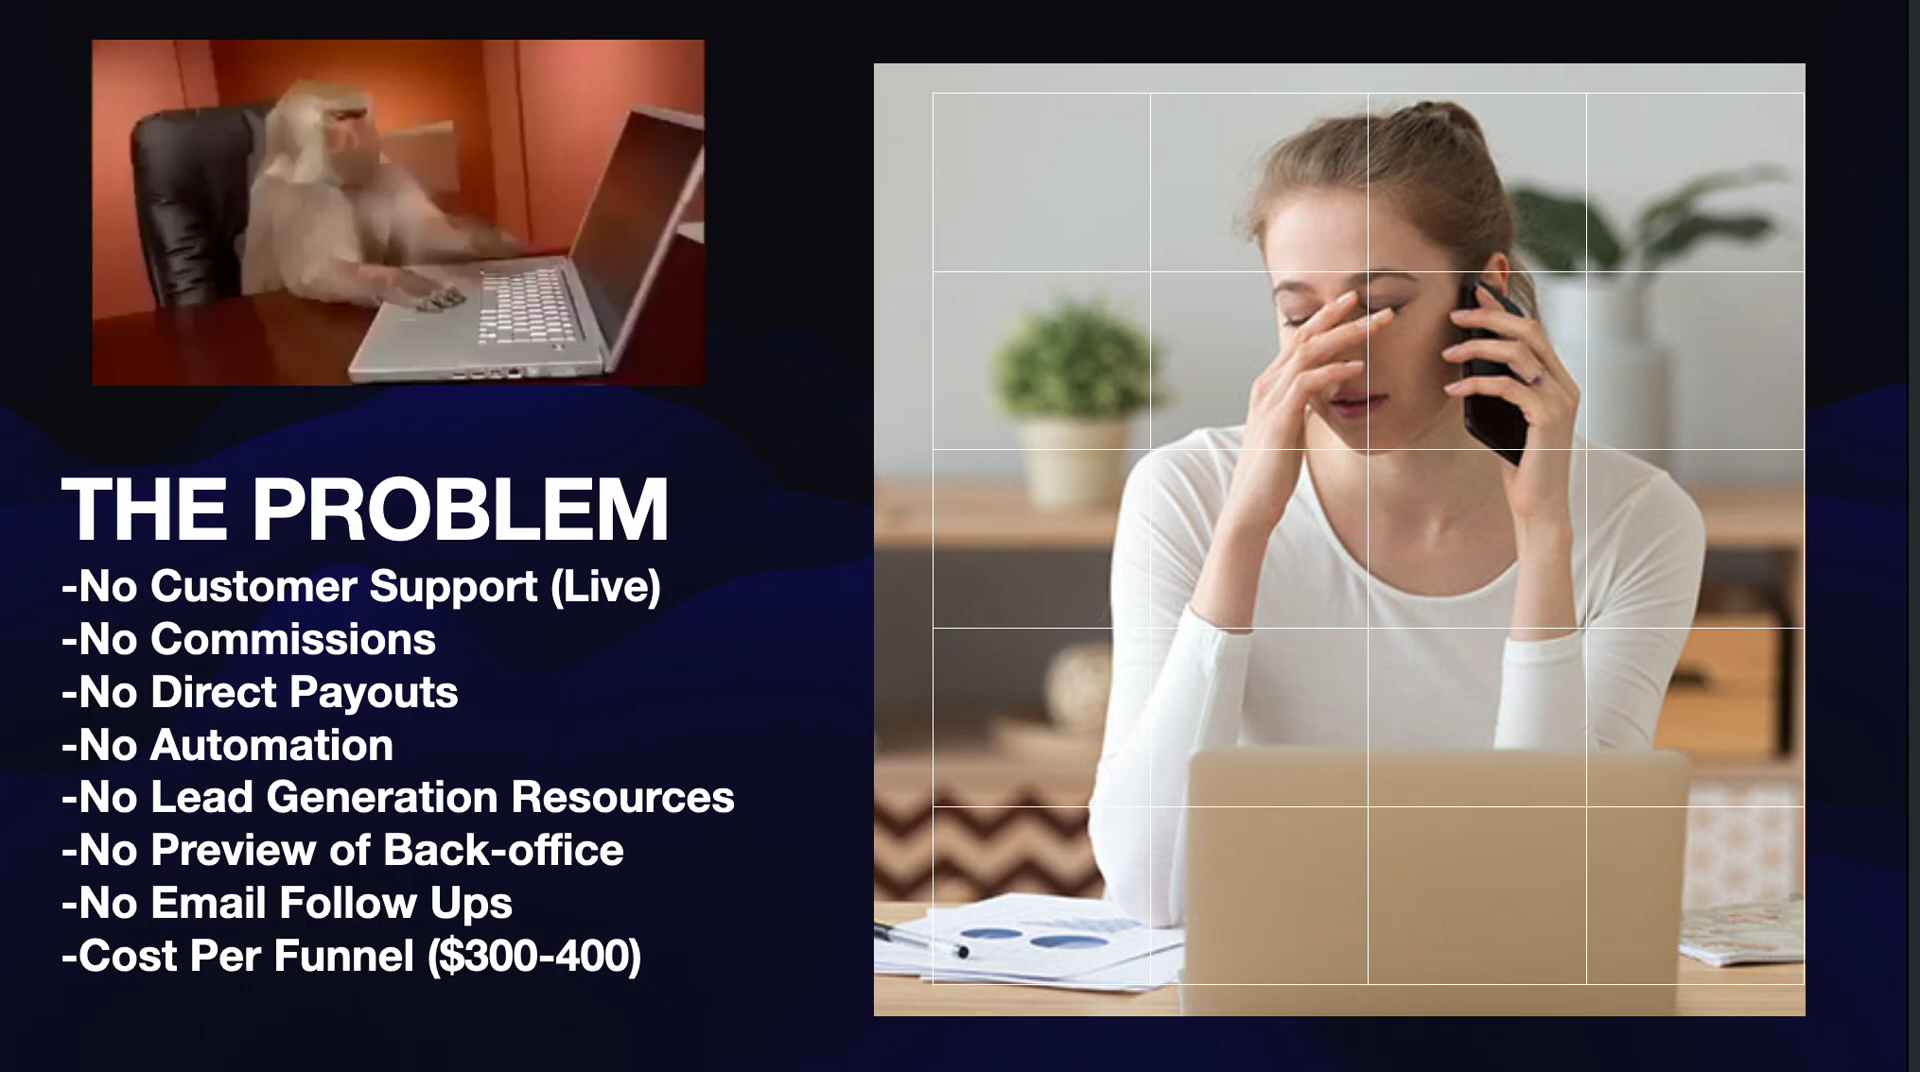 THE PROBLEM
-No Customer Support (Live)
-No Commissions
-No Direct Payouts
-No Automation
-No Lead Generation Resources
-No Preview of Back-office
-No Email Follow Ups
-Cost Per Funnel ($300-400)